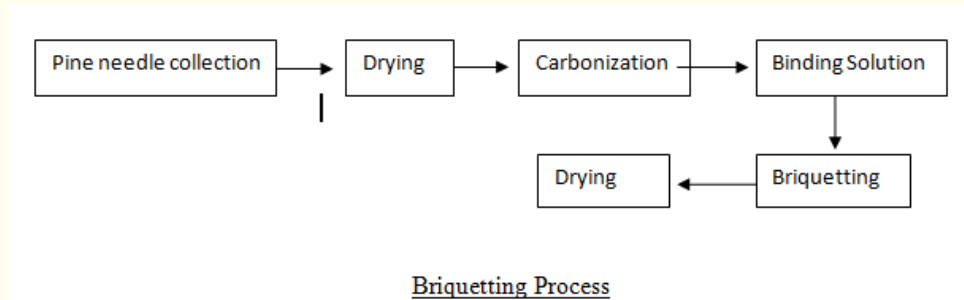 Pine needle collection
Drying
Carbonization
Binding Solution
Briquetting
Drying
Briquetting Process